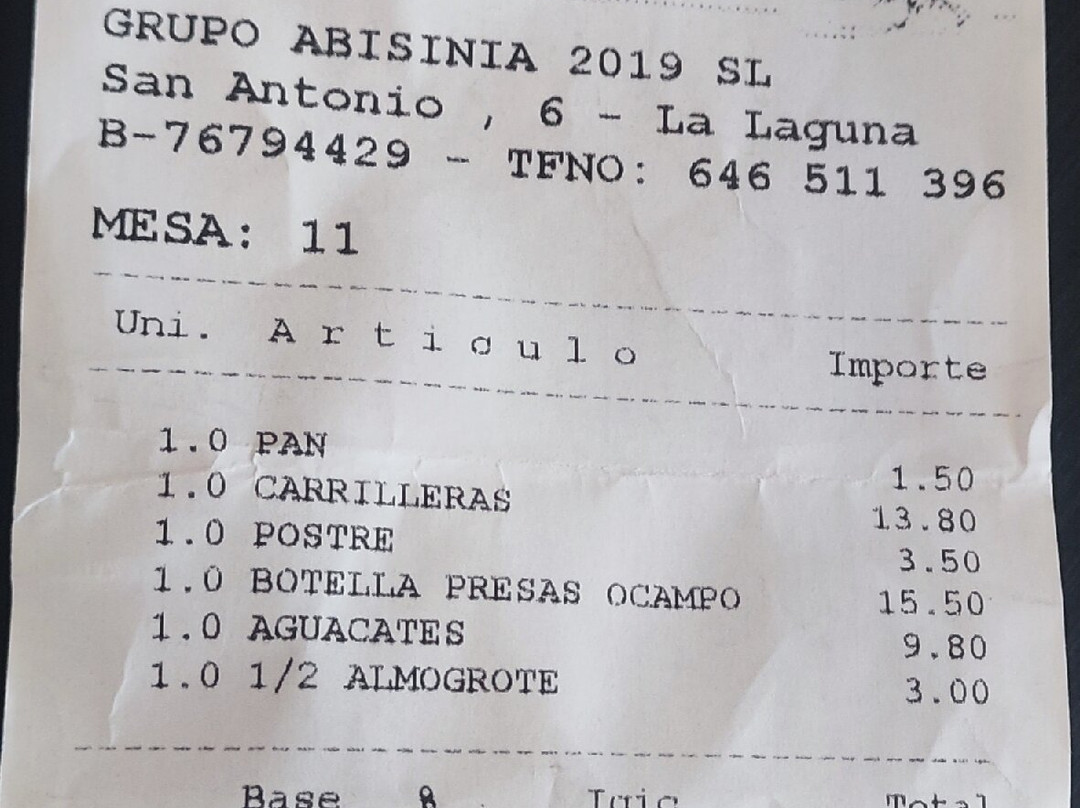 GRUPO ABISINIA 2019 SL
San Antonio , 6 - La Laguna
B-76794429 - TFNO: 646 511 396
MESA: 11
Uni. A r t i c u l o Importe
1.0 PAN 1.50
1.0 CARRILLERAS 13.80
1.0 POSTRE 3.50
1.0 BOTELLA PRESAS OCAMPO 15.50
1.0 AGUACATES 9.80
1.0 1/2 ALMOGROTE 3.00
Base % Igic Total